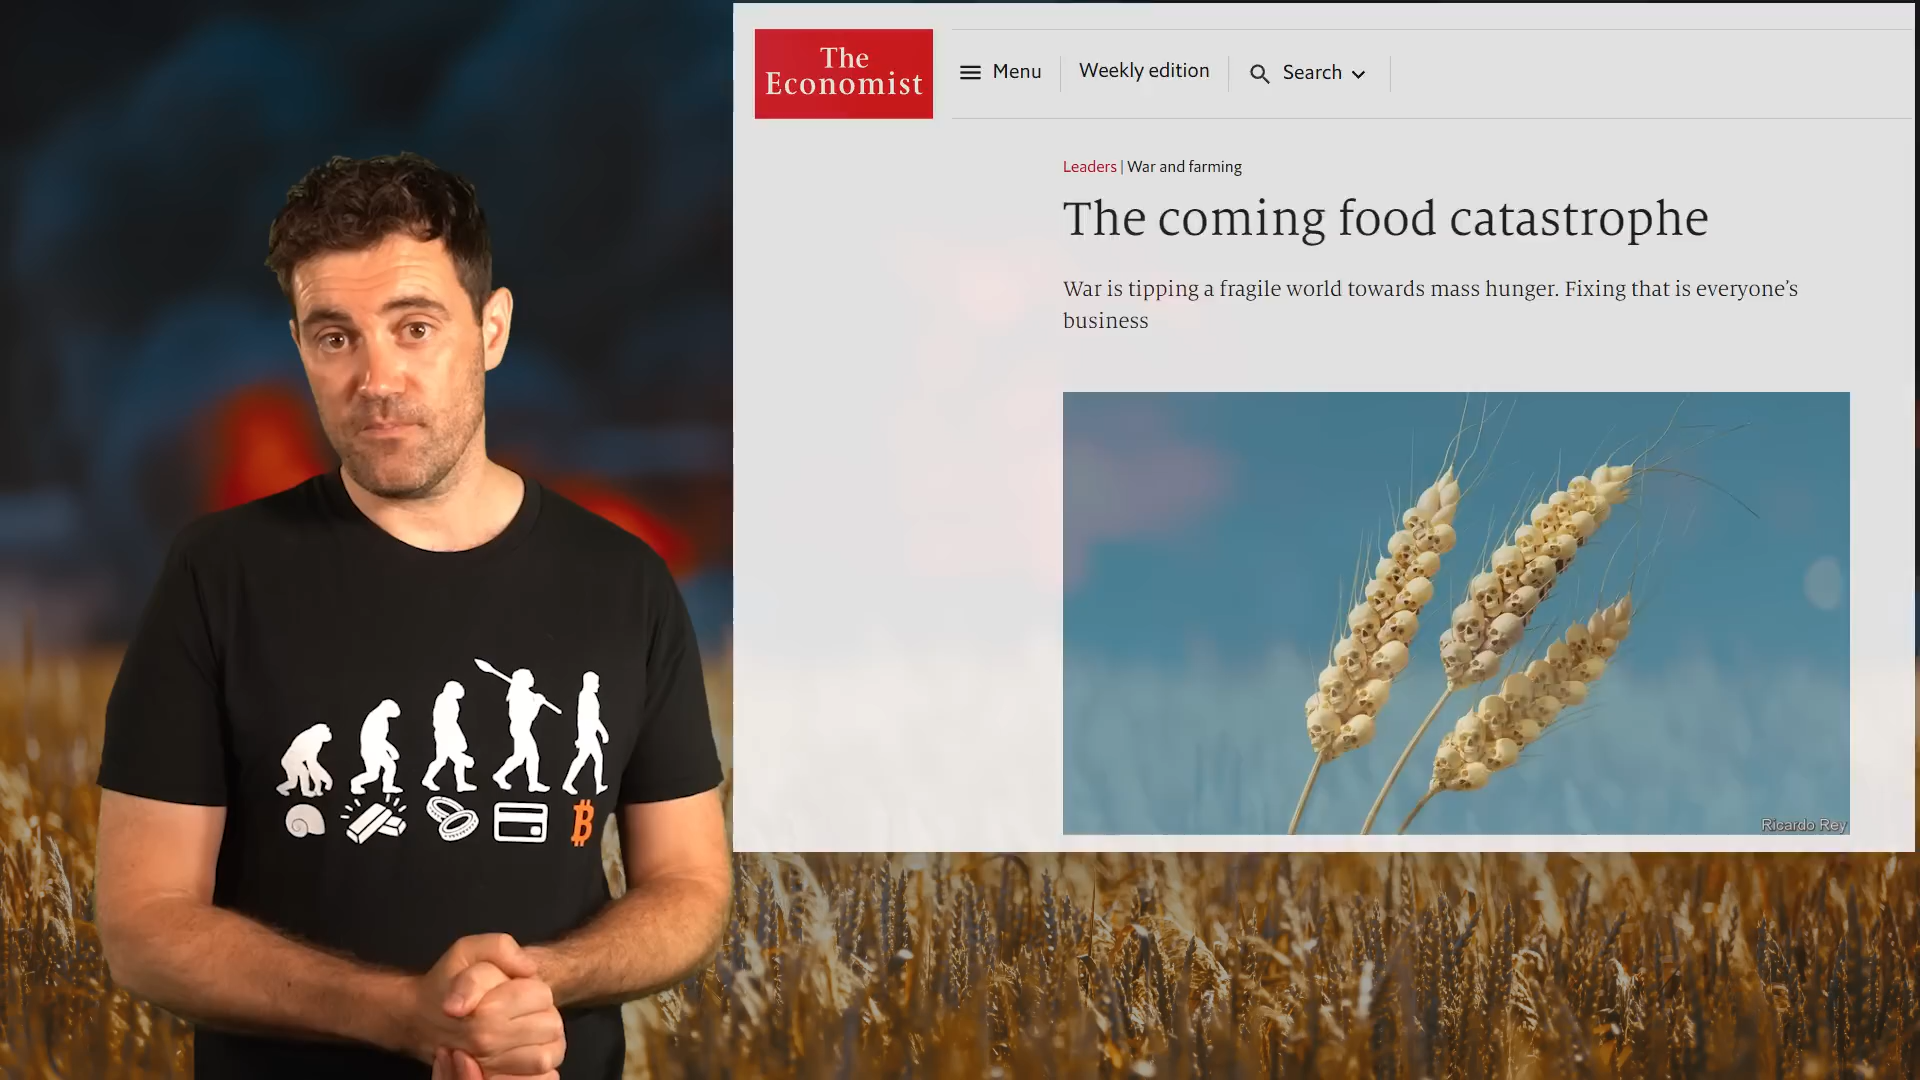 The
Economist
Menu
Weekly edition
Search
Leaders | War and farming
The coming food catastrophe
War is tipping a fragile world towards mass hunger. Fixing that is everyone’s
business
Ricardo Rey